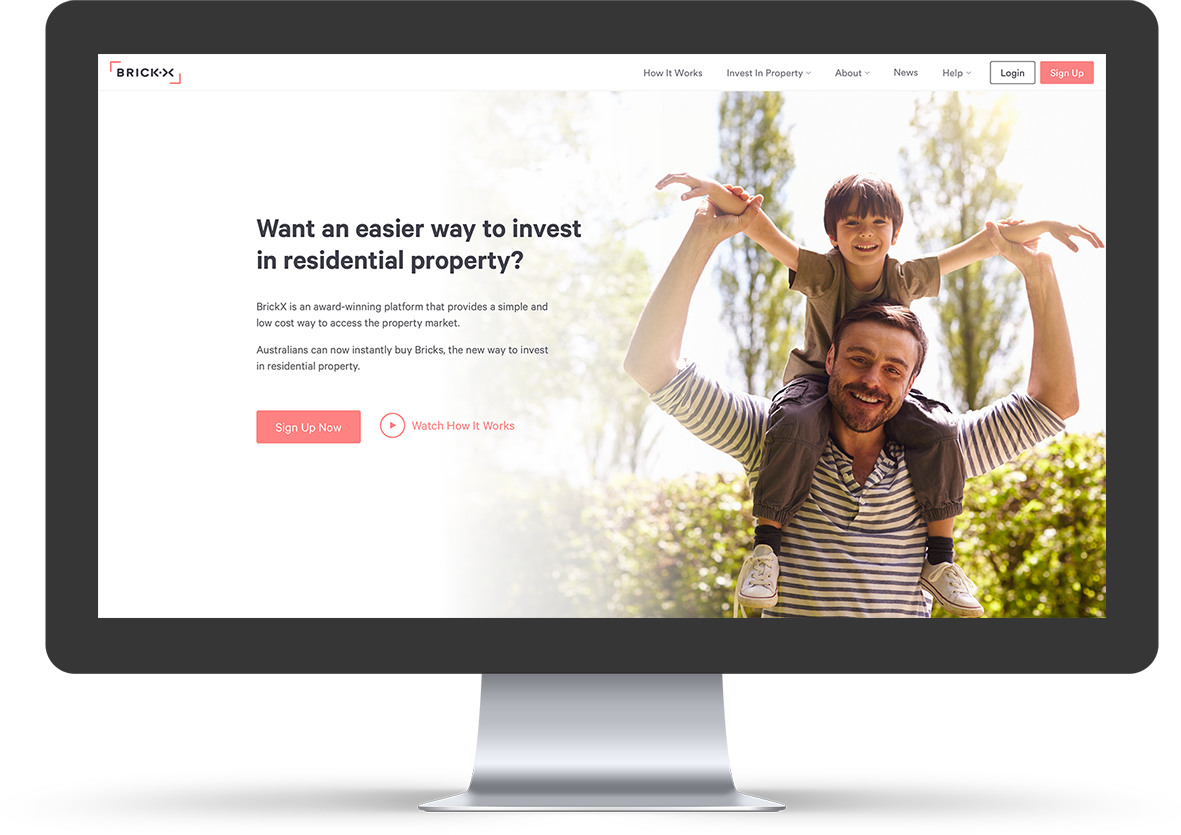 BRICK-X
How It Works
Invest In Property
About
News
Help
Login
Sign Up
Want an easier way to invest
in residential property?
BrickX is an award-winning platform that provides a simple and
low cost way to access the property market.
Australians can now instantly buy Bricks, the new way to invest
in residential property.
Sign Up Now
Watch How It Works